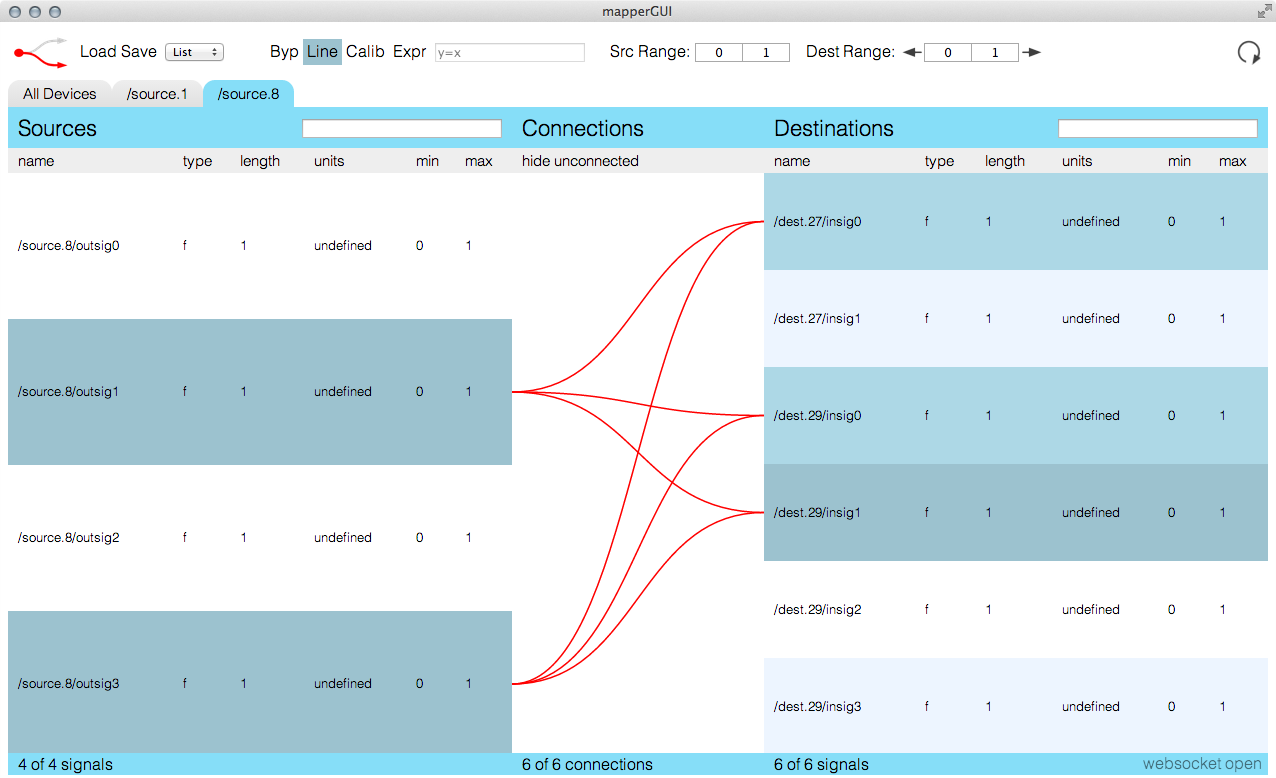 mapperGUI
Load Save List Byp Line Calib Expr y=x Src Range: 0 1 Dest Range: 0 1
All Devices /source.1 /source.8
Sources Connections Destinations
name type length units min max hide unconnected name type length units min max
/dest.27/insig0 f 1 undefined 0 1
/source.8/outsig0 f 1 undefined 0 1
/dest.27/insig1 f 1 undefined 0 1
/source.8/outsig1 f 1 undefined 0 1
/dest.29/insig0 f 1 undefined 0 1
/dest.29/insig1 f 1 undefined 0 1
/source.8/outsig2 f 1 undefined 0 1
/dest.29/insig2 f 1 undefined 0 1
/source.8/outsig3 f 1 undefined 0 1
/dest.29/insig3 f 1 undefined 0 1
4 of 4 signals 6 of 6 connections 6 of 6 signals websocket open